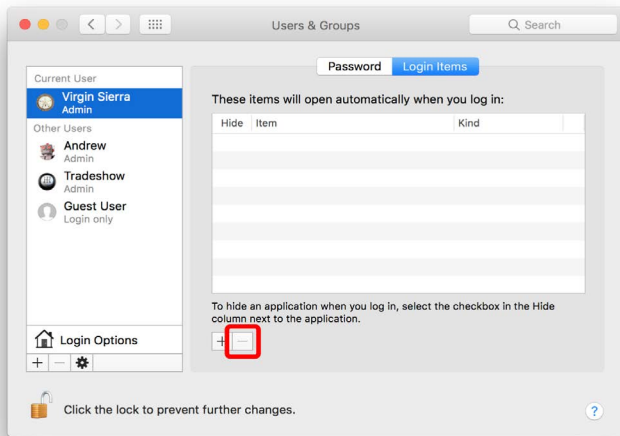 Users & Groups
Search
Password Login Items
Current User
Virgin Sierra
Admin
Other Users
Andrew
Admin
Tradeshow
Admin
Guest User
Login only
Login Options
+ −
These items will open automatically when you log in:
Hide Item Kind
To hide an application when you log in, select the checkbox in the Hide
column next to the application.
+ −
Click the lock to prevent further changes.
?